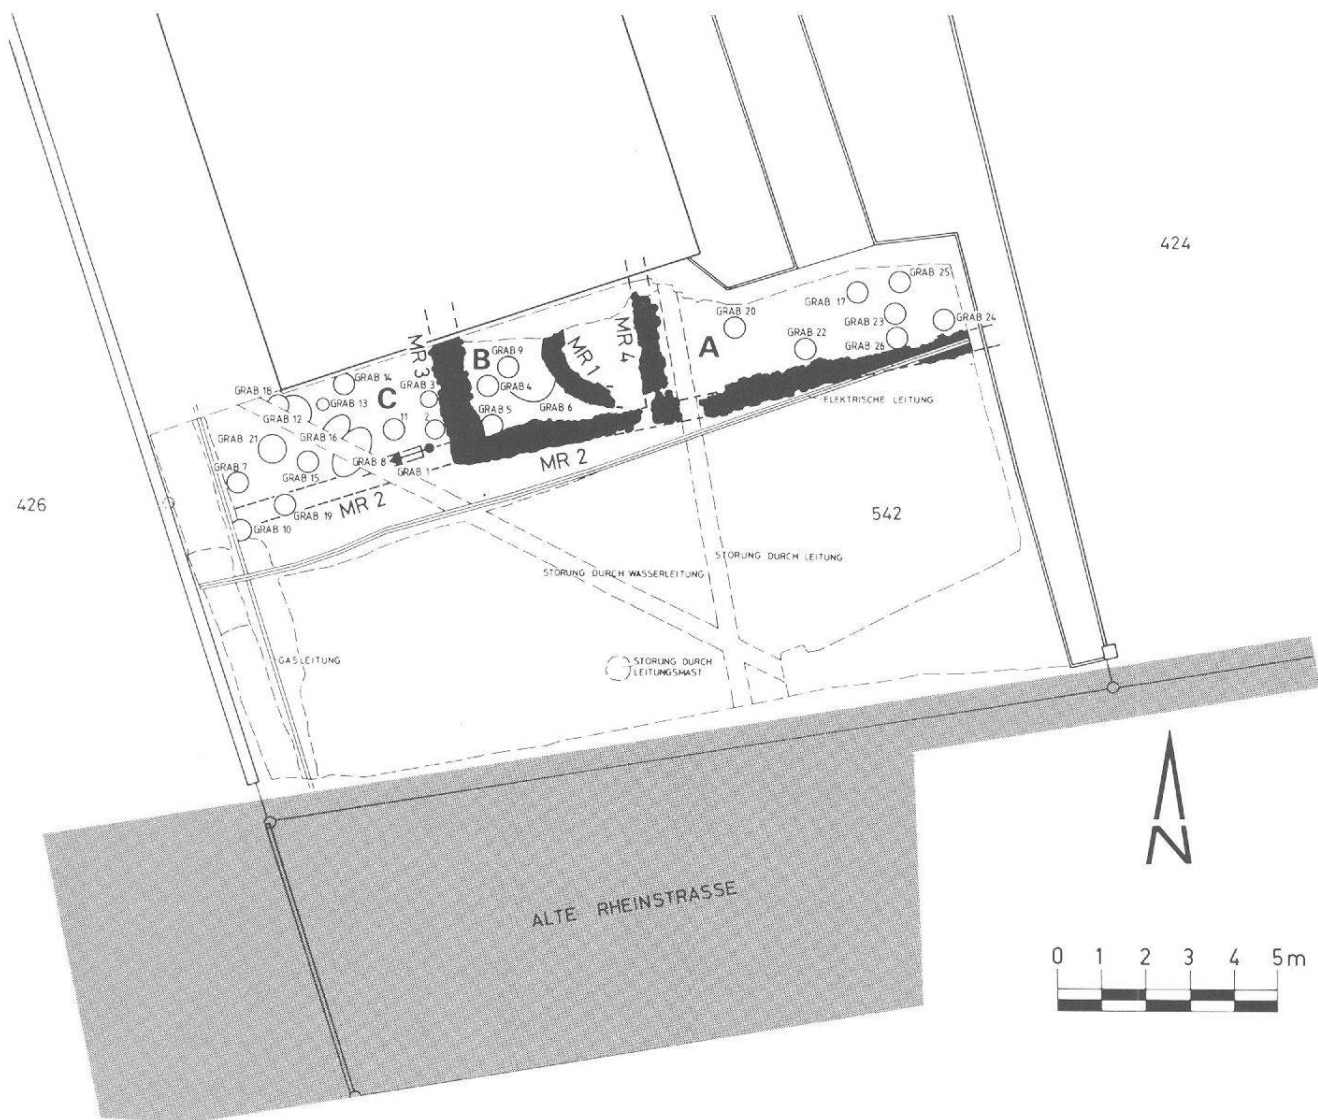 424
GRAB 25
GRAB 17
GRAB 20
GRAB 23
GRAB 24
GRAB 22
GRAB 26
A
MR 4
MR 1
MR 3
B
GRAB 9
GRAB 14
GRAB 3
GRAB 4
GRAB 18
GRAB 13
C
GRAB 6
ELEKTRISCHE LEITUNG
GRAB 12
11
2
GRAB 5
GRAB 16
GRAB 21
GRAB 8
GRAB 15
GRAB 1
GRAB 7
MR 2
MR 2
426
GRAB 19
GRAB 10
542
STÖRUNG DURCH LEITUNG
STÖRUNG DURCH WASSERLEITUNG
GASLEITUNG
STÖRUNG DURCH
LEITUNGSMAST
N
ALTE RHEINSTRASSE
0 1 2 3 4 5 m